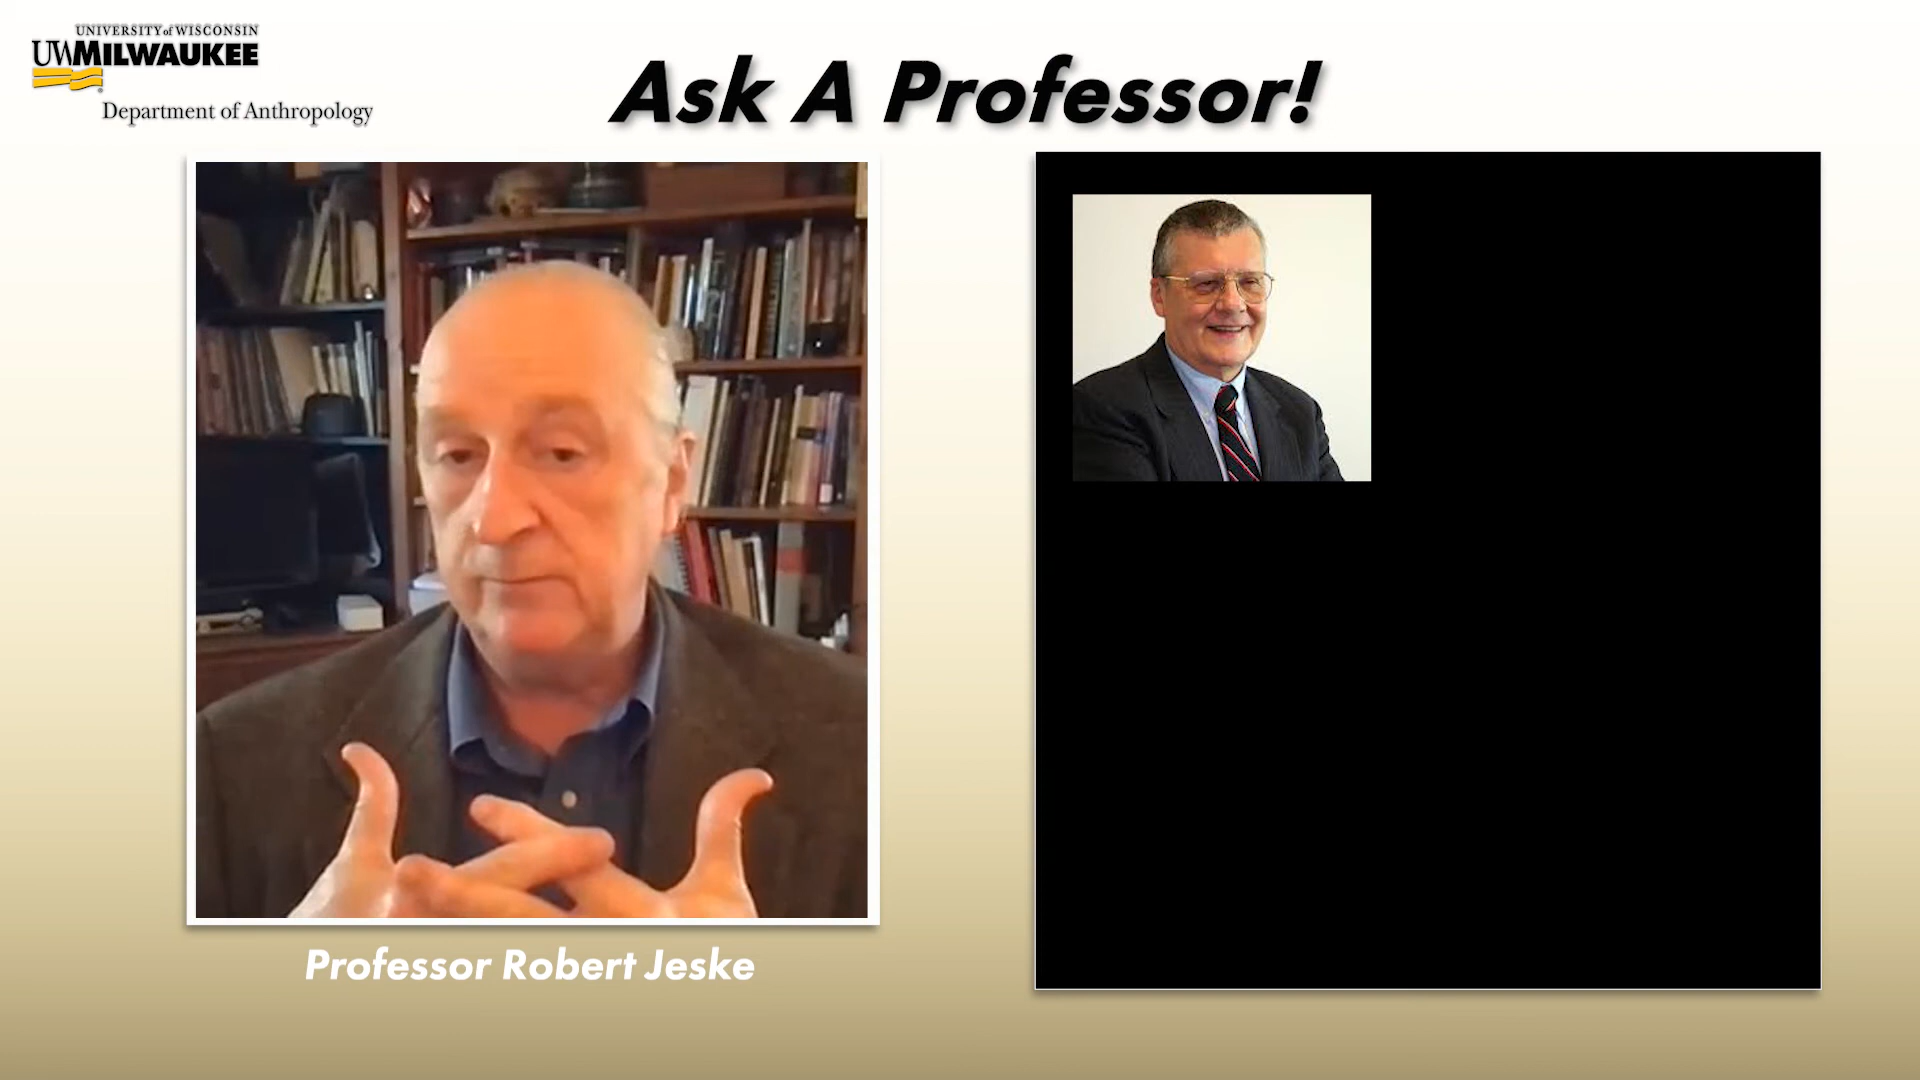 UNIVERSITY of WISCONSIN
UWMILWAUKEE
Department of Anthropology
Ask A Professor!
Professor Robert Jeske